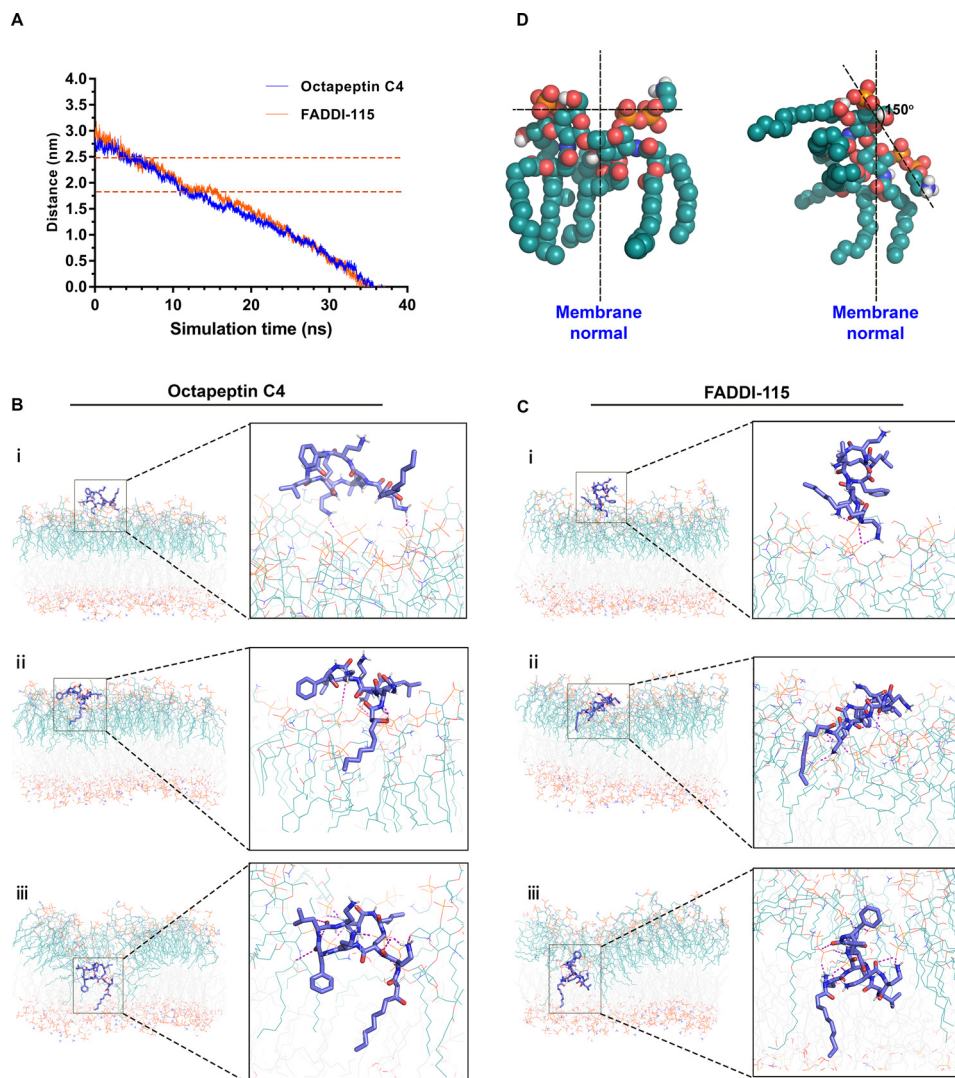 A
4.0
3.5
3.0
2.5
2.0
1.5
1.0
0.5
0.0
Distance (nm)
0
10
20
30
40
Simulation time (ns)
Octapeptin C4
FADDI-115
D
150°
Membrane
normal
Membrane
normal
Octapeptin C4
B
i
ii
iii
FADDI-115
C
i
ii
iii